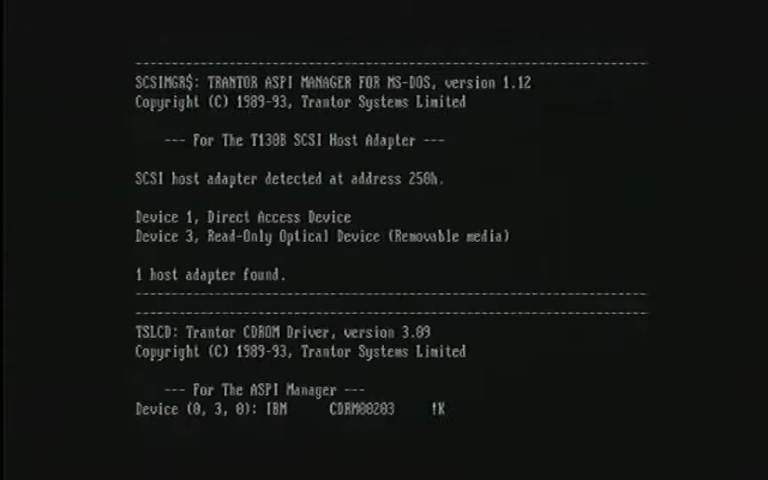 --------------------------------------------------------------------------------
SCSIMGR$: TRANTOR ASPI MANAGER FOR MS-DOS, version 1.12
Copyright (C) 1989-93, Trantor Systems Limited
--- For The T130B SCSI Host Adapter ---
SCSI host adapter detected at address 250h.
Device 1, Direct Access Device
Device 3, Read-Only Optical Device (Removable media)
1 host adapter found.
--------------------------------------------------------------------------------
--------------------------------------------------------------------------------
TSLCD: Trantor CDROM Driver, version 3.09
Copyright (C) 1989-93, Trantor Systems Limited
--- For The ASPI Manager ---
Device (0, 3, 0): IBM CDRM00203 !K